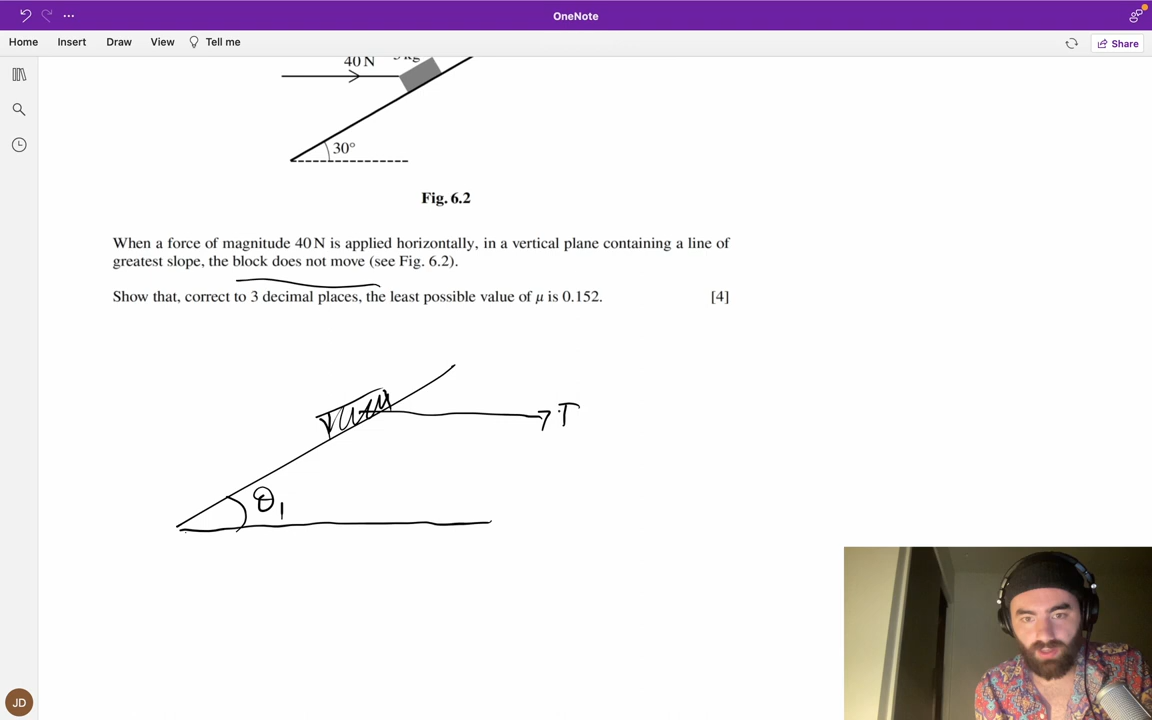 OneNote
Home Insert Draw View Tell me
Share
40 N
30°
Fig. 6.2
When a force of magnitude 40 N is applied horizontally, in a vertical plane containing a line of
greatest slope, the block does not move (see Fig. 6.2).
Show that, correct to 3 decimal places, the least possible value of μ is 0.152. [4]
T
θ₁
JD